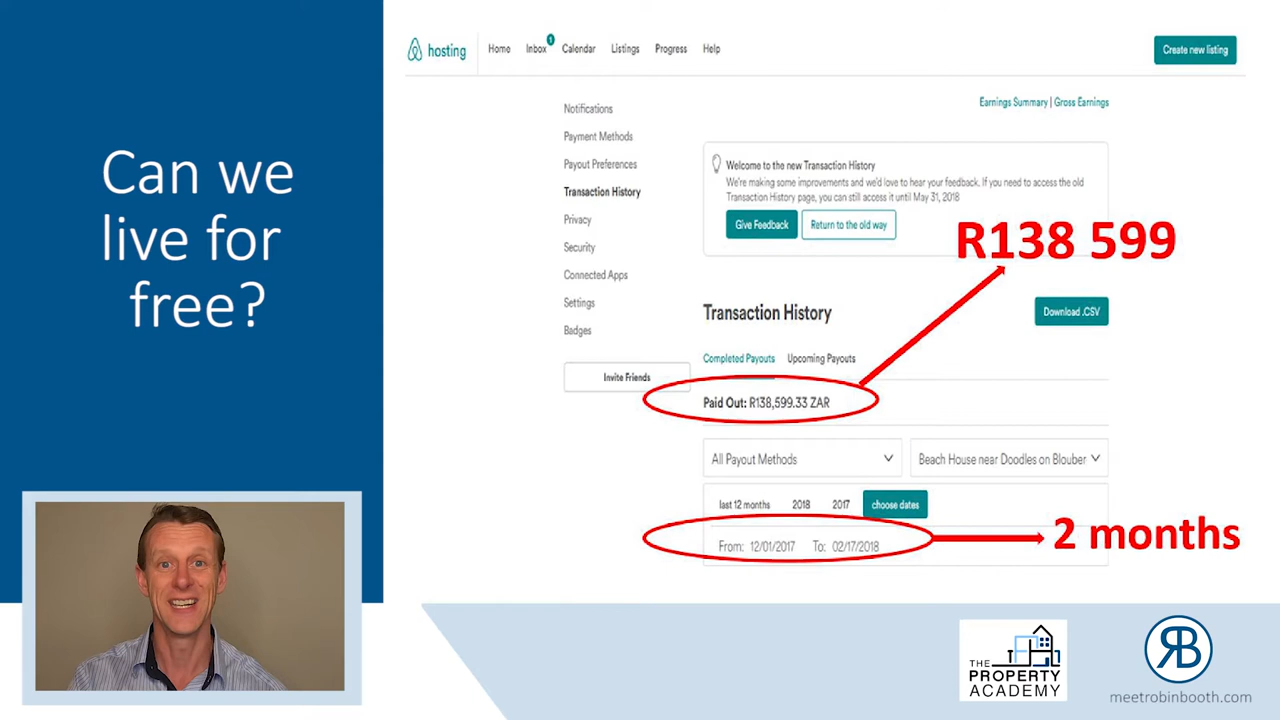 Can we
live for
free?
hosting
Home
Inbox
1
Calendar
Listings
Progress
Help
Create new listing
Notifications
Payment Methods
Payout Preferences
Transaction History
Privacy
Security
Connected Apps
Settings
Badges
Invite Friends
Earnings Summary | Gross Earnings
Welcome to the new Transaction History
We're making some improvements and we'd love to hear your feedback. If you need to access the old
Transaction History page, you can still access it until May 31, 2018
Give Feedback
Return to the old way
R138 599
Transaction History
Download .CSV
Completed Payouts
Upcoming Payouts
Paid Out: R138,599.33 ZAR
All Payout Methods
Beach House near Doodles on Blouber
last 12 months
2018
2017
choose dates
From: 12/01/2017 To: 02/17/2018
2 months
THE
PROPERTY
ACADEMY
RB
meetrobinbooth.com